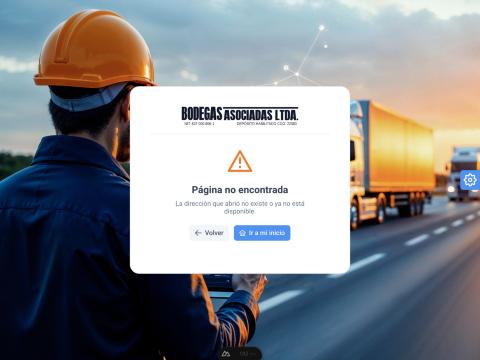 BODEGAS ASOCIADAS LTDA.
Página no encontrada
La dirección que abrió no existe o ya no está
disponible.
Volver
Ir a mi inicio